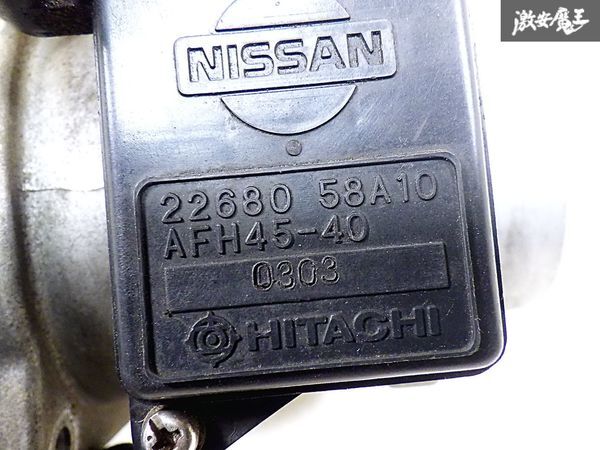 激安魔王
NISSAN
22680 58A10
AFH45-40
0303
HITACHI